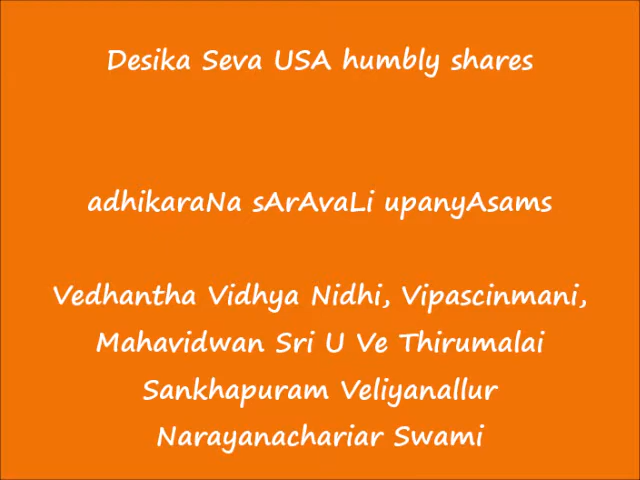 Desika Seva USA humbly shares
adhikaraNa sArAvaLi upanyAsams
Vedhantha Vidhya Nidhi, Vipascinmani,
Mahavidwan Sri U Ve Thirumalai
Sankhapuram Veliyanallur
Narayanachariar Swami